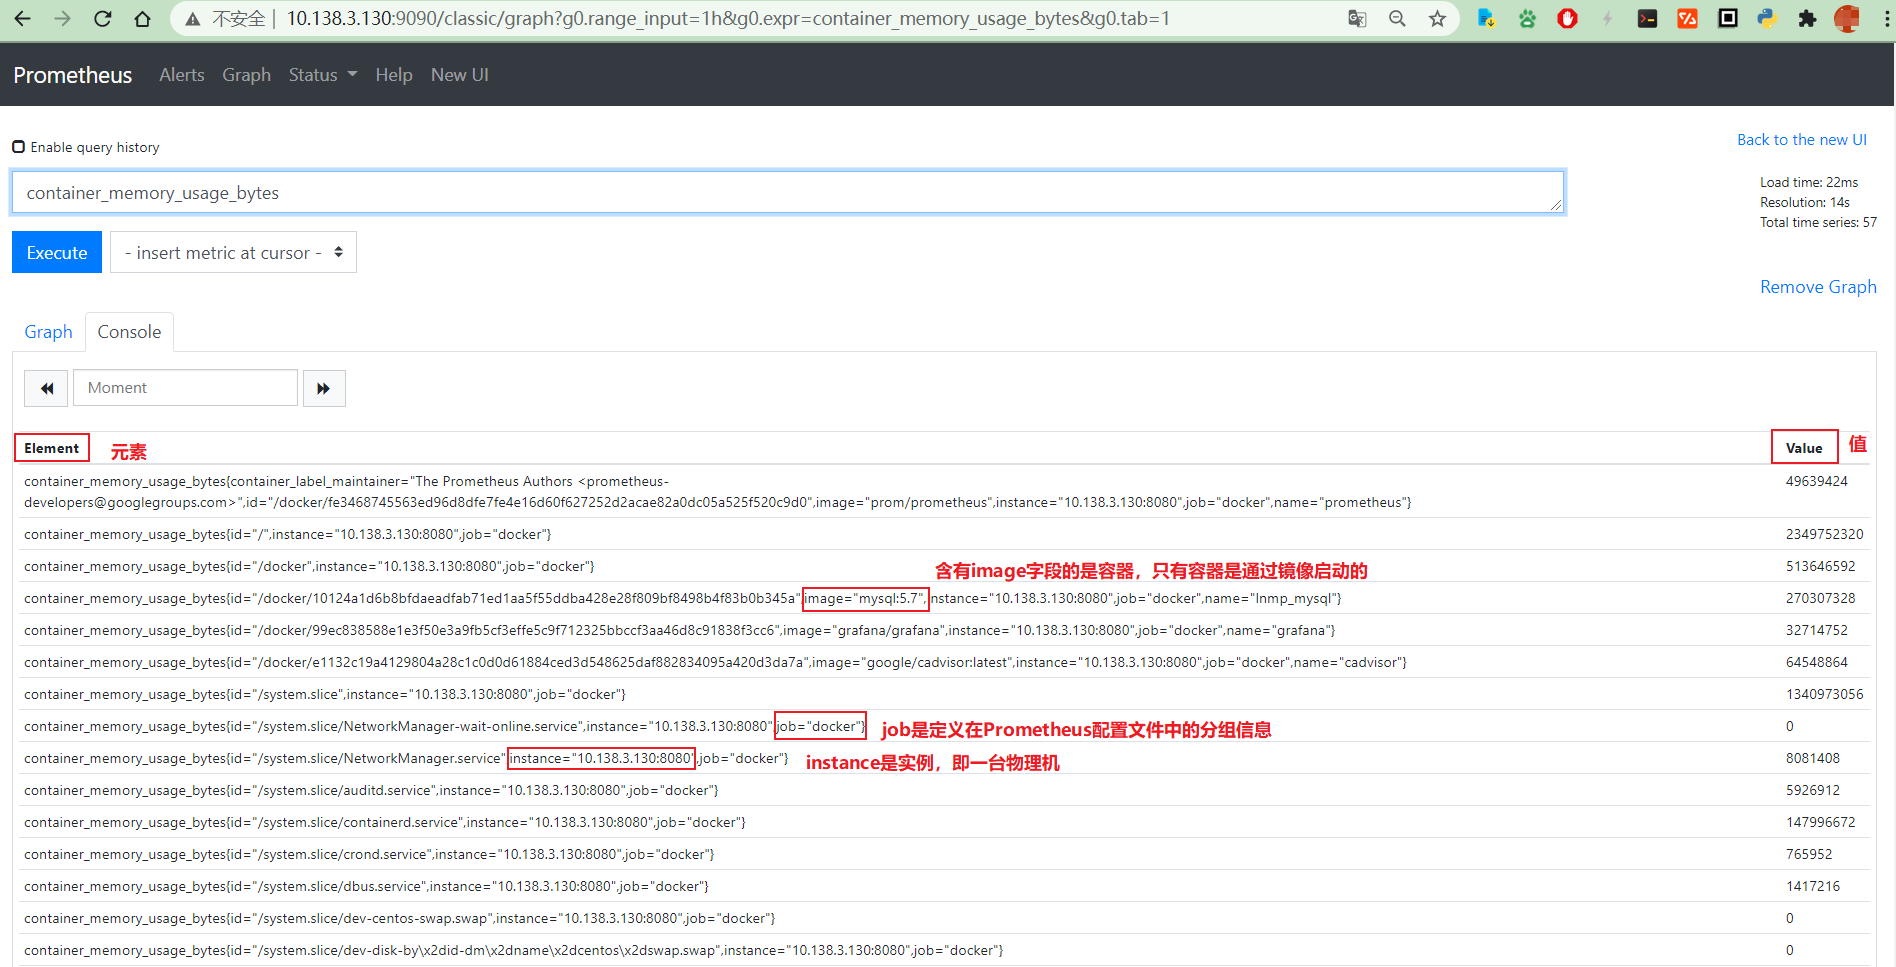 不安全 | 10.138.3.130:9090/classic/graph?g0.range_input=1h&g0.expr=container_memory_usage_bytes&g0.tab=1
Prometheus Alerts Graph Status Help New UI
Enable query history
Back to the new UI
container_memory_usage_bytes
Load time: 22ms
Resolution: 14s
Total time series: 57
Execute
- insert metric at cursor -
Remove Graph
Graph Console
Moment
Element 元素 Value 值
container_memory_usage_bytes{container_label_maintainer="The Prometheus Authors <prometheus-
developers@googlegroups.com>",id="/docker/fe3468745563ed96d8dfe7fe4e16d60f627252d2acae82a0dc05a525f520c9d0",image="prom/prometheus",instance="10.138.3.130:8080",job="docker",name="prometheus"} 49639424
container_memory_usage_bytes{id="/",instance="10.138.3.130:8080",job="docker"} 2349752320
container_memory_usage_bytes{id="/docker",instance="10.138.3.130:8080",job="docker"} 513646592
含有image字段的是容器，只有容器是通过镜像启动的
container_memory_usage_bytes{id="/docker/10124a1d6b8bfdaeadfab71ed1aa5f55ddba428e28f809bf8498b4f83b0b345a",image="mysql:5.7",instance="10.138.3.130:8080",job="docker",name="lnmp_mysql"} 270307328
container_memory_usage_bytes{id="/docker/99ec838588e1e3f50e3a9fb5cf3effe5c9f712325bbccf3aa46d8c91838f3cc6",image="grafana/grafana",instance="10.138.3.130:8080",job="docker",name="grafana"} 32714752
container_memory_usage_bytes{id="/docker/e1132c19a4129804a28c1c0d0d61884ced3d548625daf882834095a420d3da7a",image="google/cadvisor:latest",instance="10.138.3.130:8080",job="docker",name="cadvisor"} 64548864
container_memory_usage_bytes{id="/system.slice",instance="10.138.3.130:8080",job="docker"} 1340973056
container_memory_usage_bytes{id="/system.slice/NetworkManager-wait-online.service",instance="10.138.3.130:8080",job="docker"} job是定义在Prometheus配置文件中的分组信息 0
container_memory_usage_bytes{id="/system.slice/NetworkManager.service",instance="10.138.3.130:8080",job="docker"} instance是实例，即一台物理机 8081408
container_memory_usage_bytes{id="/system.slice/auditd.service",instance="10.138.3.130:8080",job="docker"} 5926912
container_memory_usage_bytes{id="/system.slice/containerd.service",instance="10.138.3.130:8080",job="docker"} 147996672
container_memory_usage_bytes{id="/system.slice/crond.service",instance="10.138.3.130:8080",job="docker"} 765952
container_memory_usage_bytes{id="/system.slice/dbus.service",instance="10.138.3.130:8080",job="docker"} 1417216
container_memory_usage_bytes{id="/system.slice/dev-centos-swap.swap",instance="10.138.3.130:8080",job="docker"} 0
container_memory_usage_bytes{id="/system.slice/dev-disk-by\x2did-dm\x2dname\x2dcentos\x2dswap.swap",instance="10.138.3.130:8080",job="docker"} 0